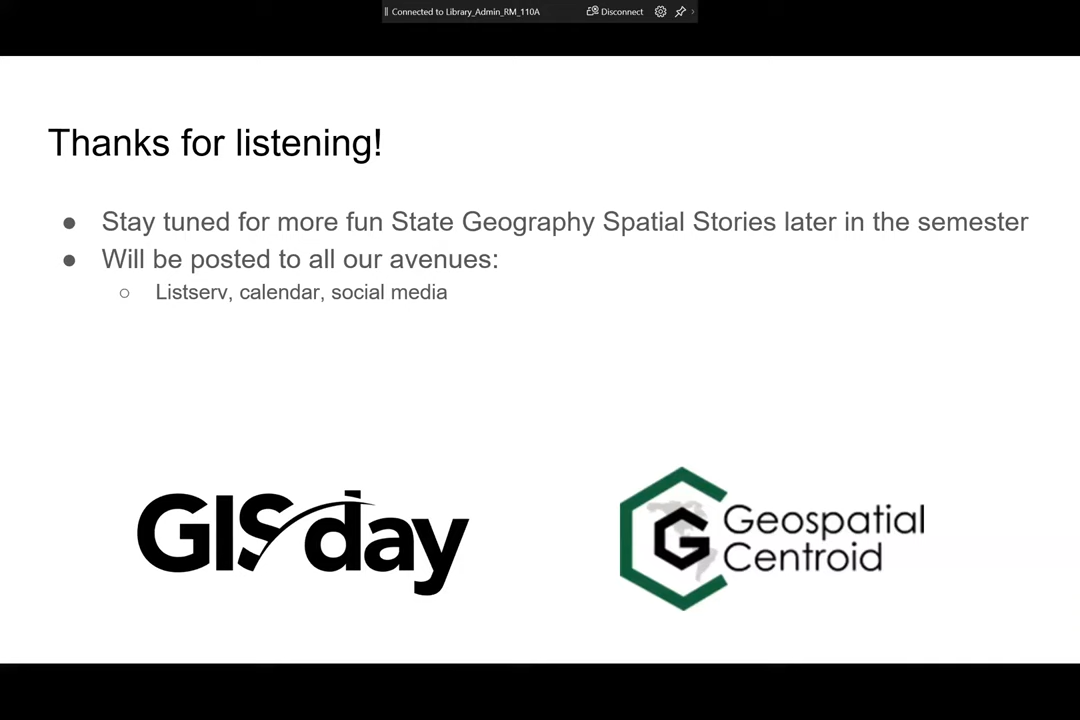 Connected to Library_Admin_RM_110A Disconnect
Thanks for listening!
● Stay tuned for more fun State Geography Spatial Stories later in the semester
● Will be posted to all our avenues:
○ Listserv, calendar, social media
GISday
G Geospatial
Centroid